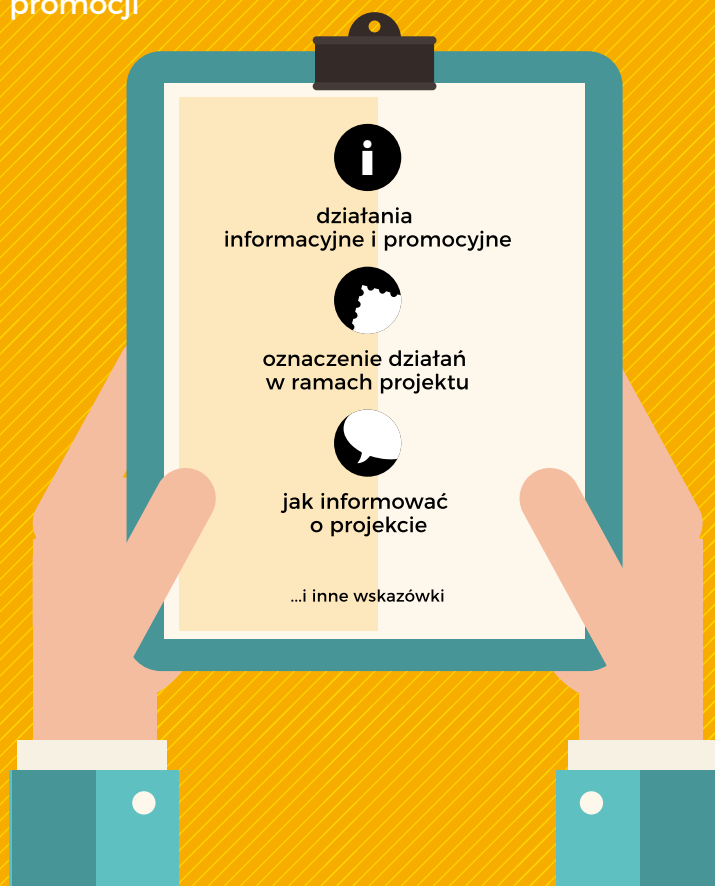 promocji
działania
informacyjne i promocyjne
oznaczenie działań
w ramach projektu
jak informować
o projekcie
...i inne wskazówki